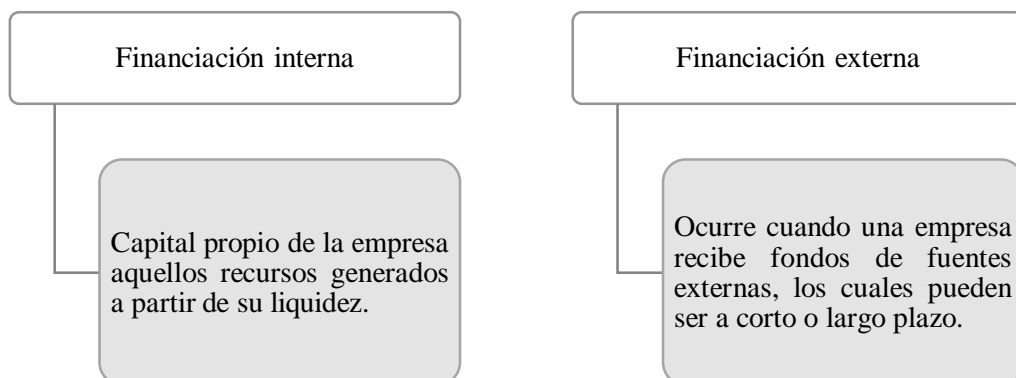 Financiación interna
Capital propio de la empresa
aquellos recursos generados
a partir de su liquidez.
Financiación externa
Ocurre cuando una empresa
recibe fondos de fuentes
externas, los cuales pueden
ser a corto o largo plazo.